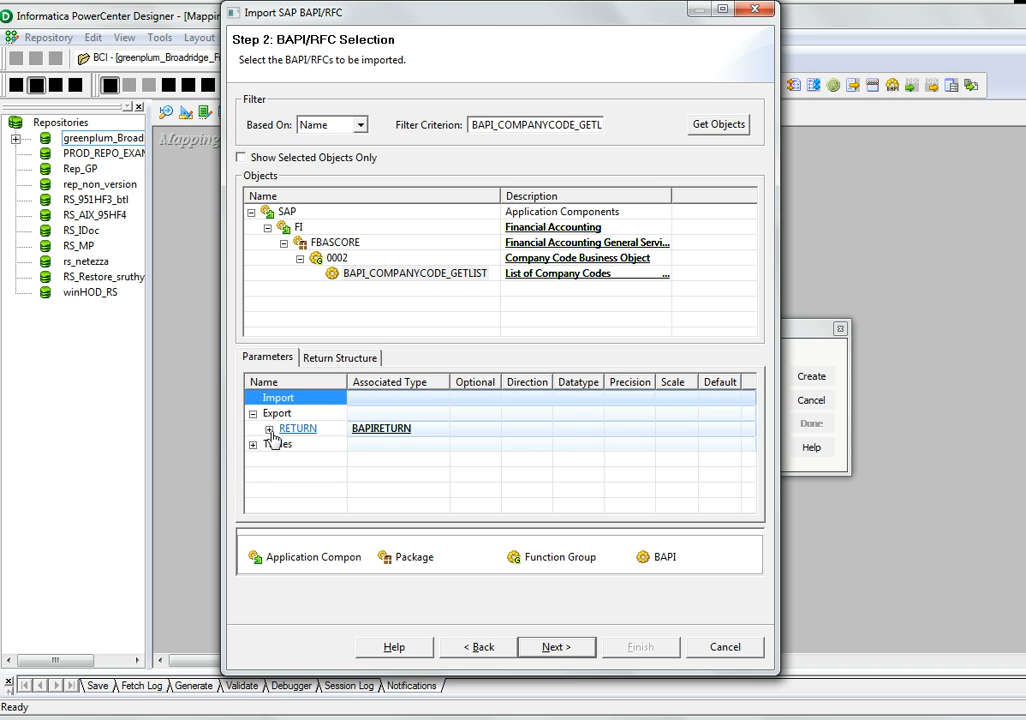 Informatica PowerCenter Designer - [Mappi
Repository Edit View Tools Layout
BCI - [greenplum_Broadridge_Fi
Repositories
greenplum_Broad
PROD_REPO_EXAM
Rep_GP
rep_non_version
RS_951HF3_btl
RS_AIX_95HF4
RS_IDoc
RS_MP
rs_netezza
RS_Restore_sruthy
winHOD_RS
Mapping
Import SAP BAPI/RFC
Step 2: BAPI/RFC Selection
Select the BAPI/RFCs to be imported.
Filter
Based On: Name Filter Criterion: BAPI_COMPANYCODE_GETL Get Objects
Show Selected Objects Only
Objects
Name Description
SAP Application Components
FI Financial Accounting
FBASCORE Financial Accounting General Servi...
0002 Company Code Business Object
BAPI_COMPANYCODE_GETLIST List of Company Codes ...
Parameters Return Structure
Name Associated Type Optional Direction Datatype Precision Scale Default
Import
Export
RETURN BAPIRETURN
Application Compon Package Function Group BAPI
Help < Back Next > Finish Cancel
Create
Cancel
Done
Help
Save Fetch Log Generate Validate Debugger Session Log Notifications
Ready